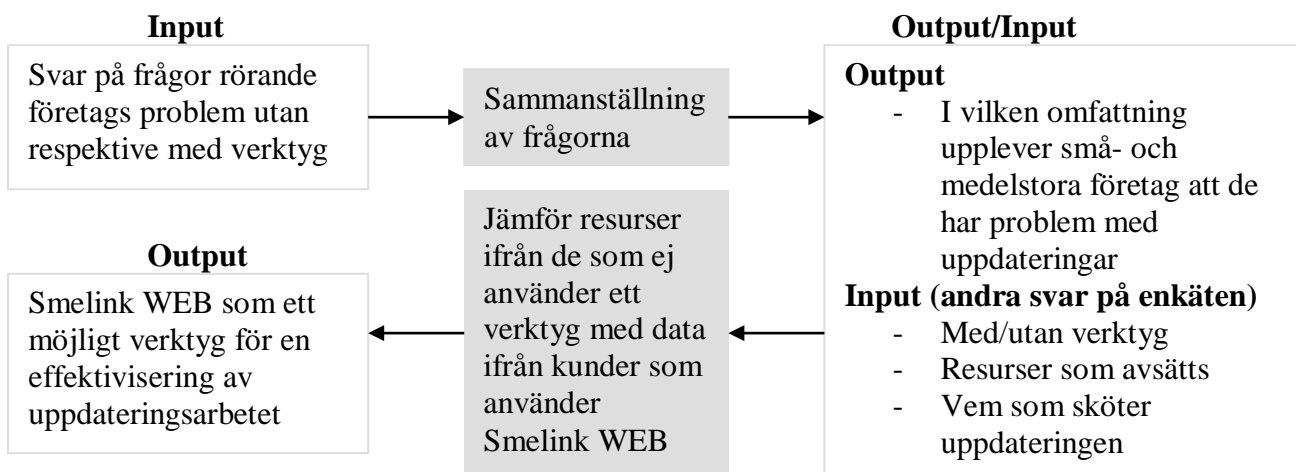 Input
Svar på frågor rörande
företags problem utan
respektive med verktyg
Sammanställning
av frågorna
Output/Input
Output
- I vilken omfattning
upplever små- och
medelstora företag att de
har problem med
uppdateringar
Input (andra svar på enkäten)
- Med/utan verktyg
- Resurser som avsätts
- Vem som sköter
uppdateringen
Jämför resurser
ifrån de som ej
använder ett
verktyg med data
ifrån kunder som
använder
Smelink WEB
Output
Smelink WEB som ett
möjligt verktyg för en
effektivisering av
uppdateringsarbetet